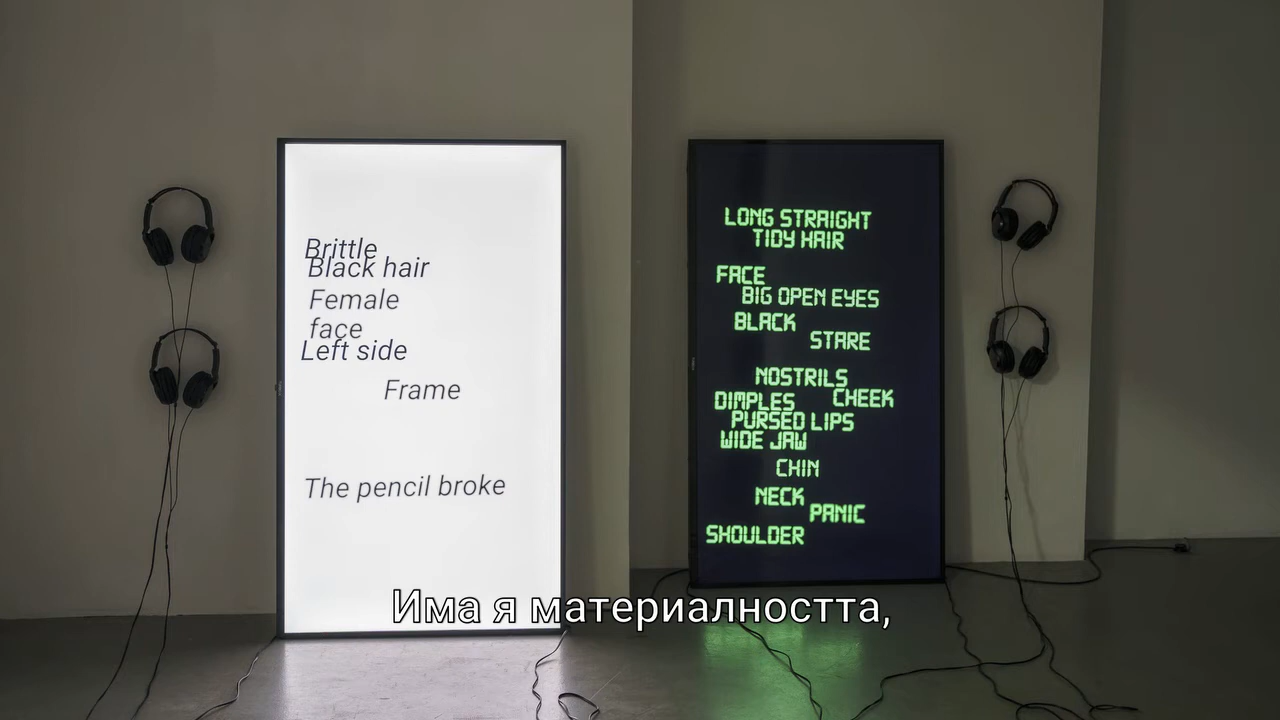 Brittle
Black hair
Female
face
Left side
Frame
The pencil broke
LONG STRAIGHT
TIDY HAIR
FACE
BIG OPEN EYES
BLACK
STARE
NOSTRILS
CHEEK
DIMPLES
PURSED LIPS
WIDE JAW
CHIN
NECK
PANIC
SHOULDER
Има я материалността,